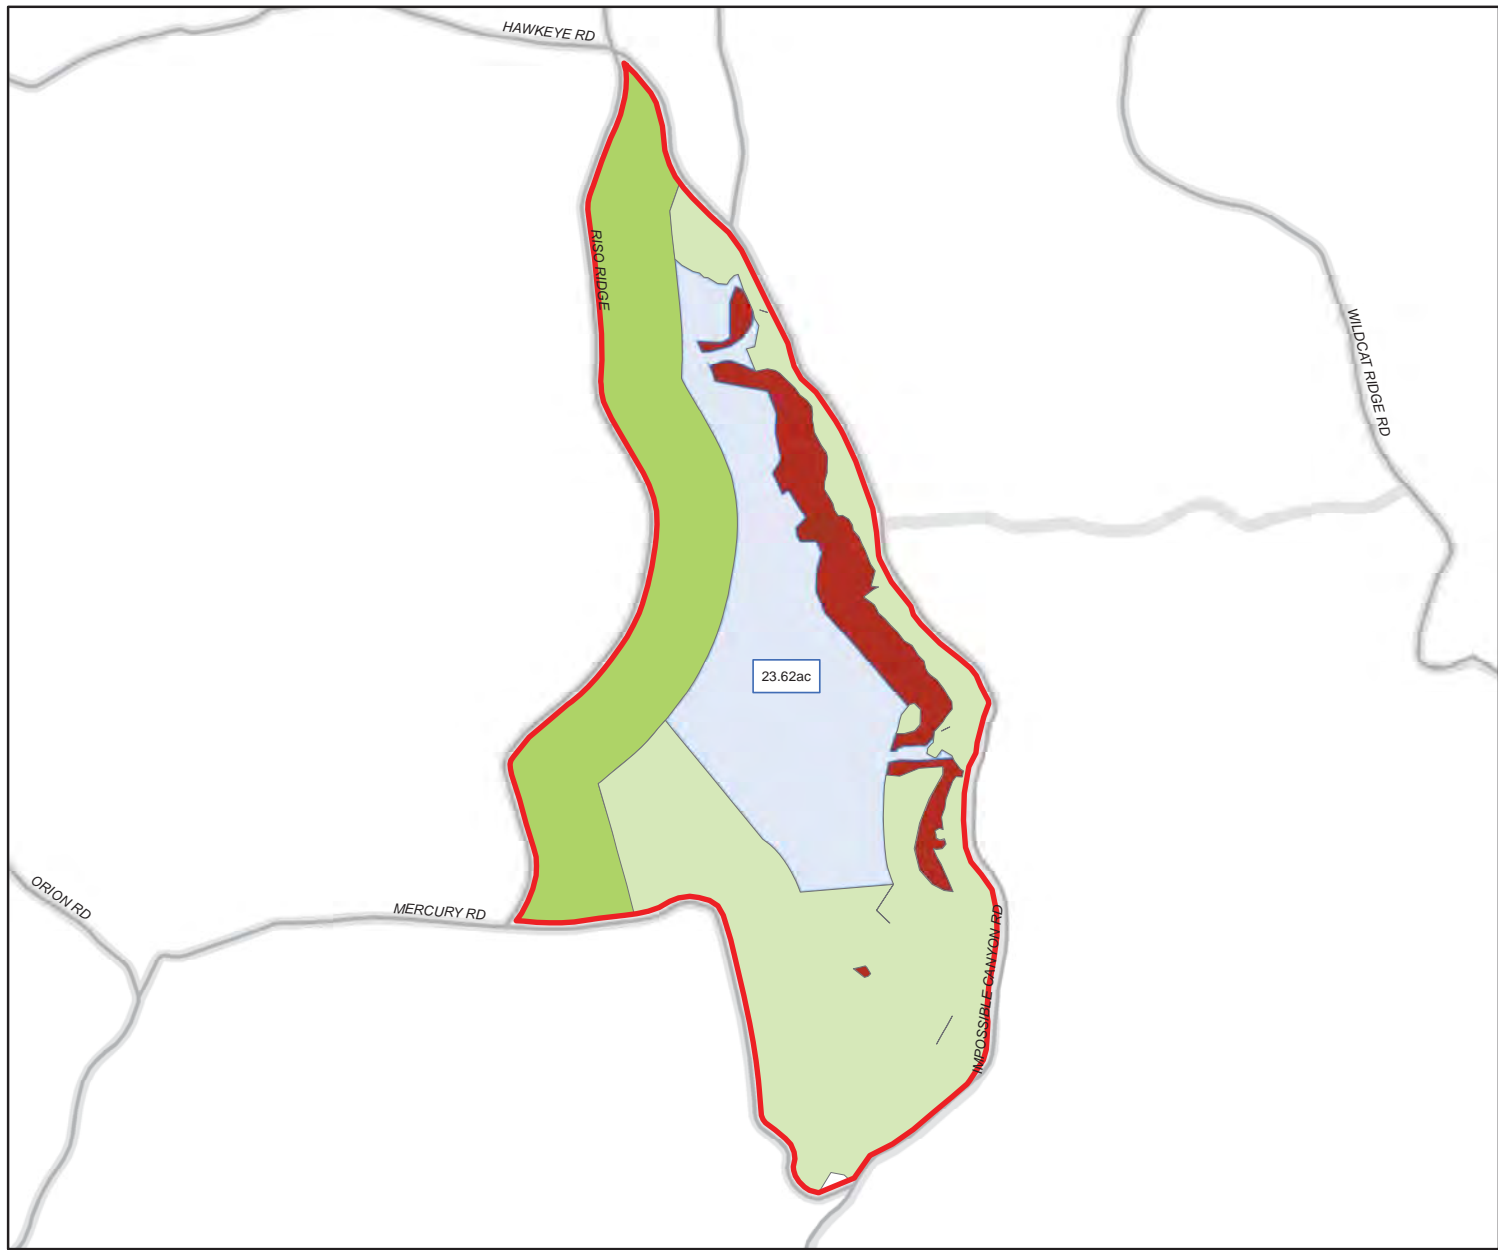 HAWKEYE RD
RISO RIDGE
WILDCAT RIDGE RD
23.62ac
ORION RD
MERCURY RD
IMPOSSIBLE CANYON RD